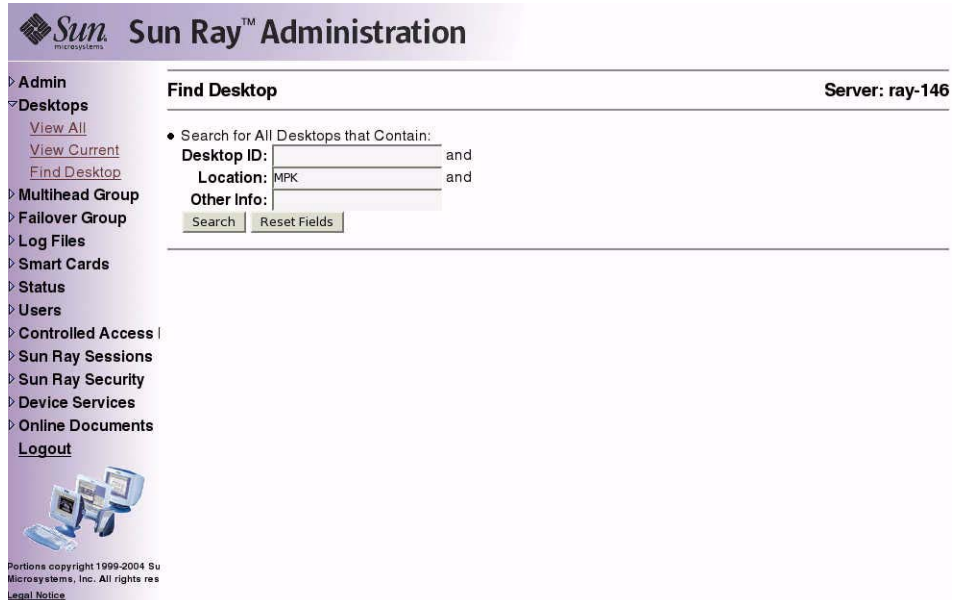 Sun microsystems Sun Ray™ Administration
Admin
Desktops
View All
View Current
Find Desktop
Multihead Group
Failover Group
Log Files
Smart Cards
Status
Users
Controlled Access
Sun Ray Sessions
Sun Ray Security
Device Services
Online Documents
Logout
Portions copyright 1999-2004 Su
Microsystems, Inc. All rights res
Legal Notice
Find Desktop Server: ray-146
Search for All Desktops that Contain:
Desktop ID: and
Location: MPK and
Other Info:
Search Reset Fields